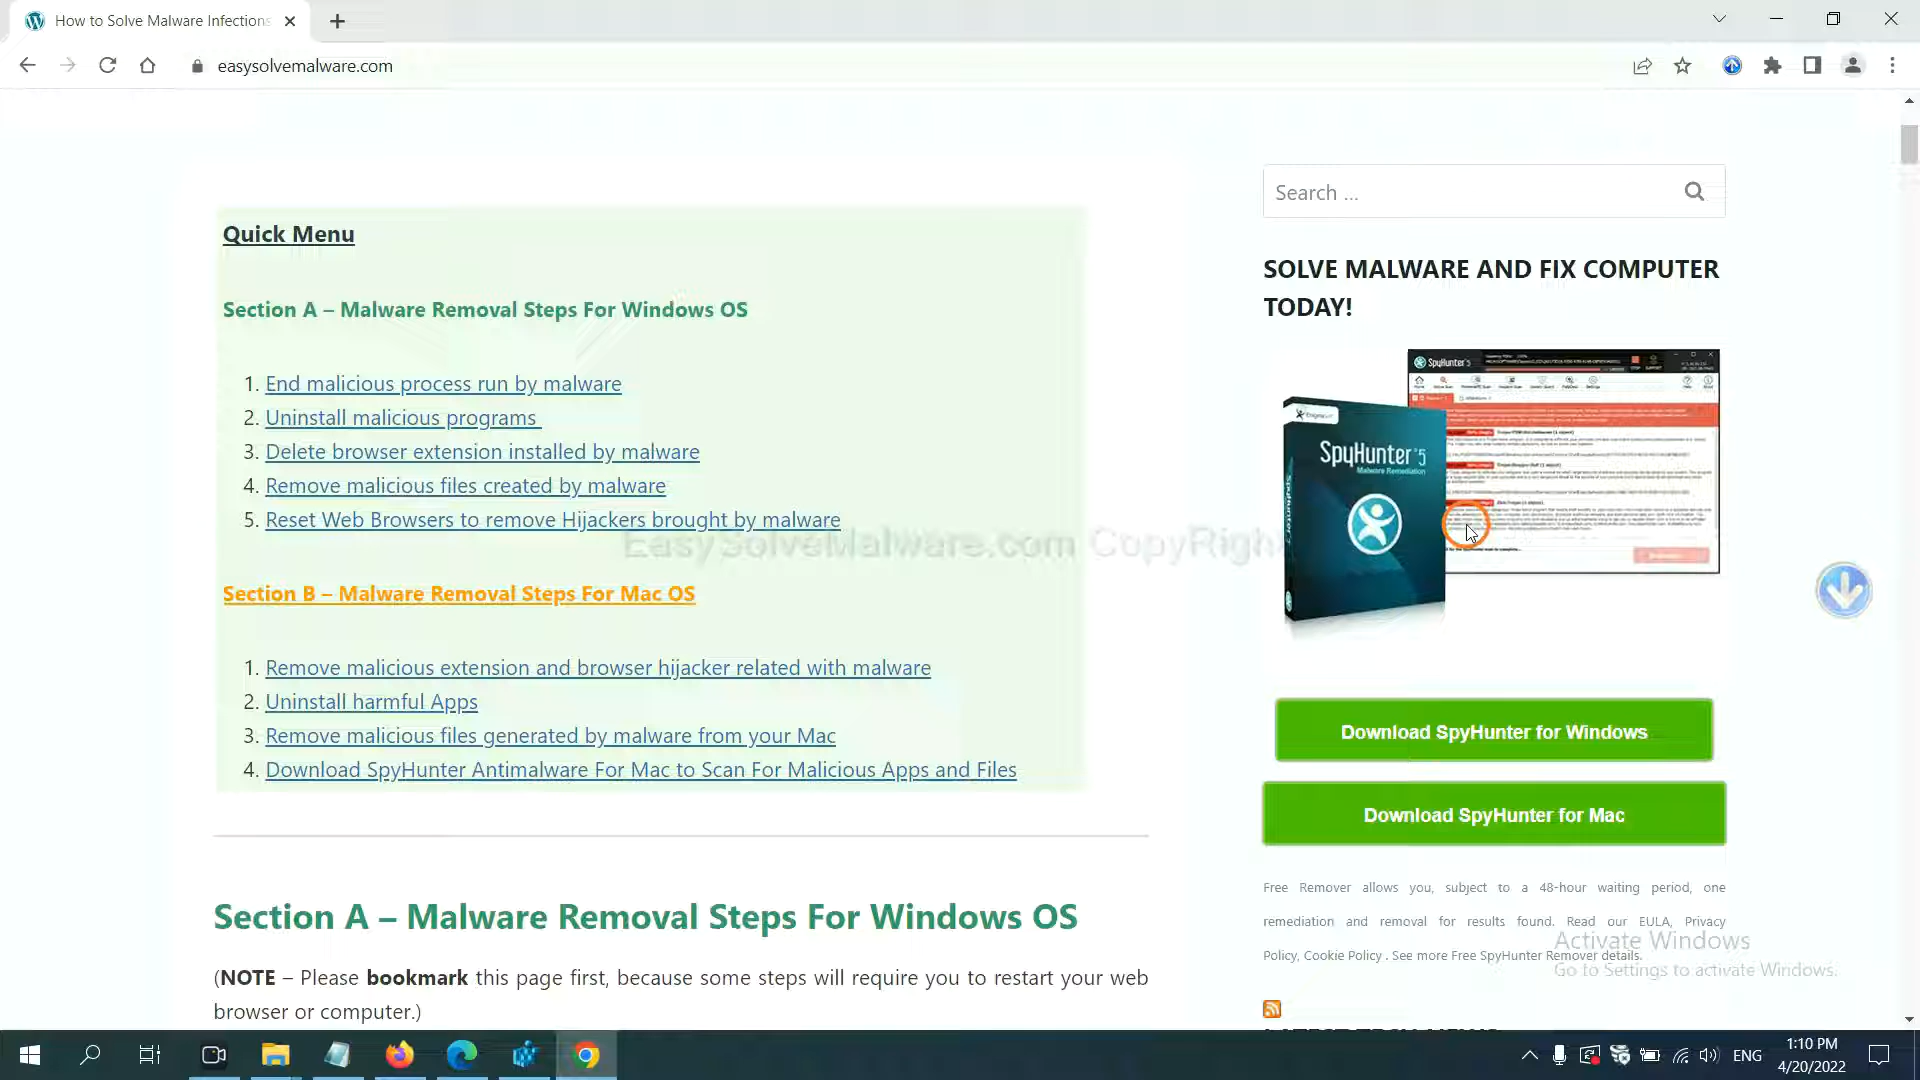 How to Solve Malware Infections
easysolvemalware.com
Search ...
Quick Menu
Section A – Malware Removal Steps For Windows OS
1. End malicious process run by malware
2. Uninstall malicious programs
3. Delete browser extension installed by malware
4. Remove malicious files created by malware
5. Reset Web Browsers to remove Hijackers brought by malware
EasySolveMalware.com CopyRigh
Section B – Malware Removal Steps For Mac OS
1. Remove malicious extension and browser hijacker related with malware
2. Uninstall harmful Apps
3. Remove malicious files generated by malware from your Mac
4. Download SpyHunter Antimalware For Mac to Scan For Malicious Apps and Files
Section A – Malware Removal Steps For Windows OS
(NOTE – Please bookmark this page first, because some steps will require you to restart your web
browser or computer.)
SOLVE MALWARE AND FIX COMPUTER
TODAY!
SpyHunter 5
SpyHunter 5
Malware Remediation
Download SpyHunter for Windows
Download SpyHunter for Mac
Free Remover allows you, subject to a 48-hour waiting period, one
remediation and removal for results found. Read our EULA, Privacy
Policy, Cookie Policy . See more Free SpyHunter Remover details.
Activate Windows
Go to Settings to activate Windows.
LATEST TECH NEWS
ENG
1:10 PM
4/20/2022